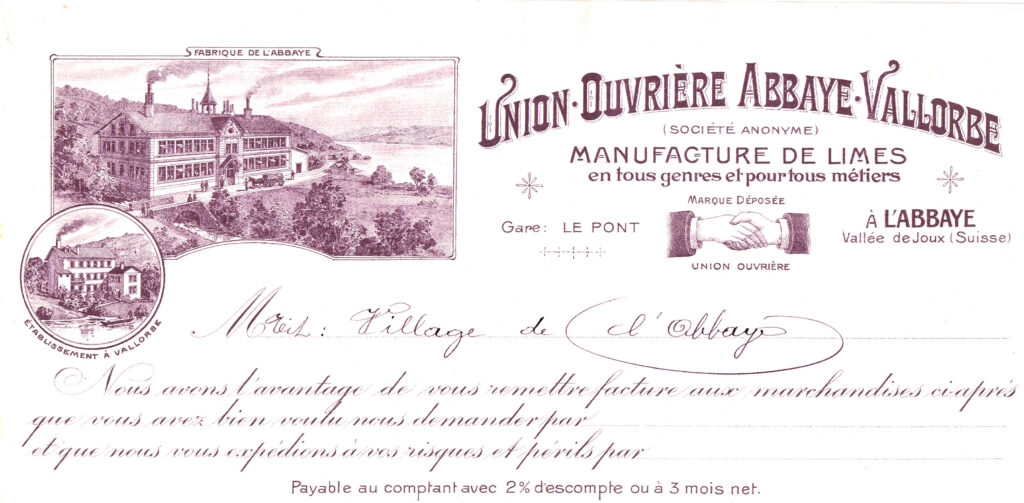 FABRIQUE DE L'ABBAYE
ÉTABLISSEMENT À VALLORBE
UNION·OUVRIÈRE ABBAYE·VALLORBE
(SOCIÉTÉ ANONYME)
MANUFACTURE DE LIMES
en tous genres et pour tous métiers
MARQUE DÉPOSÉE
Gare: LE PONT
UNION OUVRIÈRE
À L'ABBAYE
Vallée de Joux (Suisse)
Village de l'Abbaye
Nous avons l'avantage de vous remettre facture aux marchandises ci-après
que vous avez bien voulu nous demander par
et que nous vous expédions à vos risques et périls par
Payable au comptant avec 2% d'escompte ou à 3 mois net.